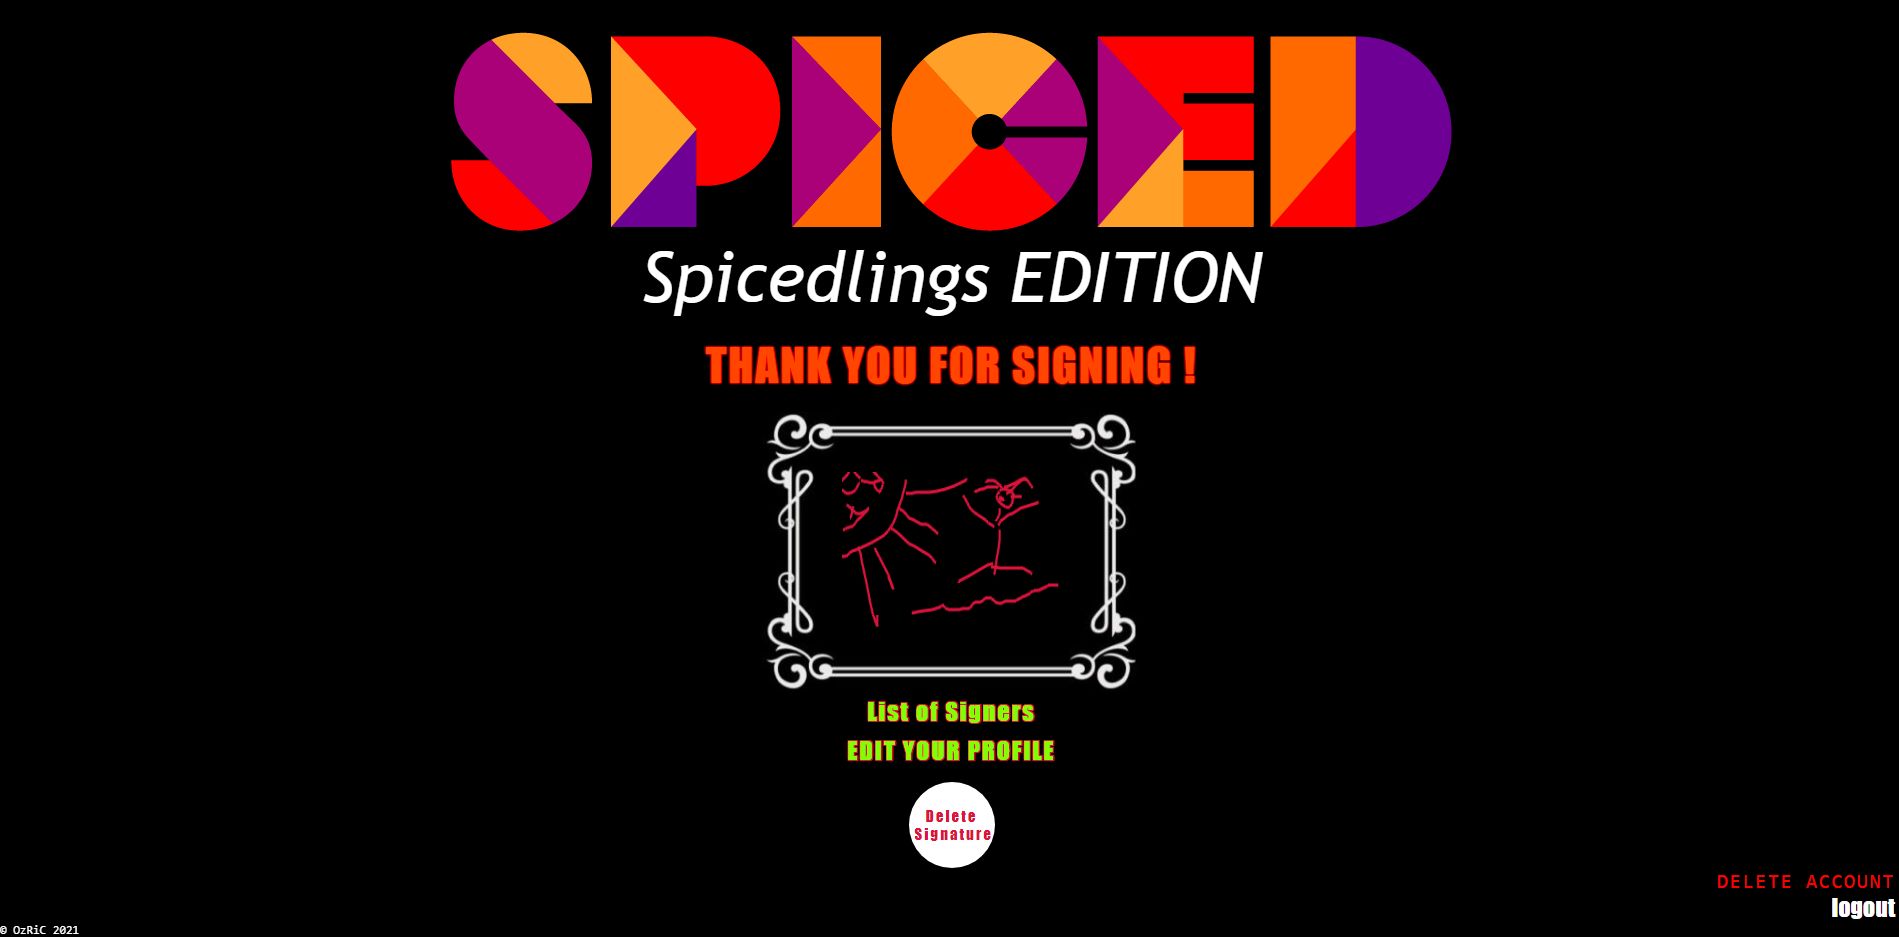 SPICED
Spicedlings EDITION
THANK YOU FOR SIGNING !
List of Signers
EDIT YOUR PROFILE
Delete
Signature
DELETE ACCOUNT
logout
© OzRiC 2021